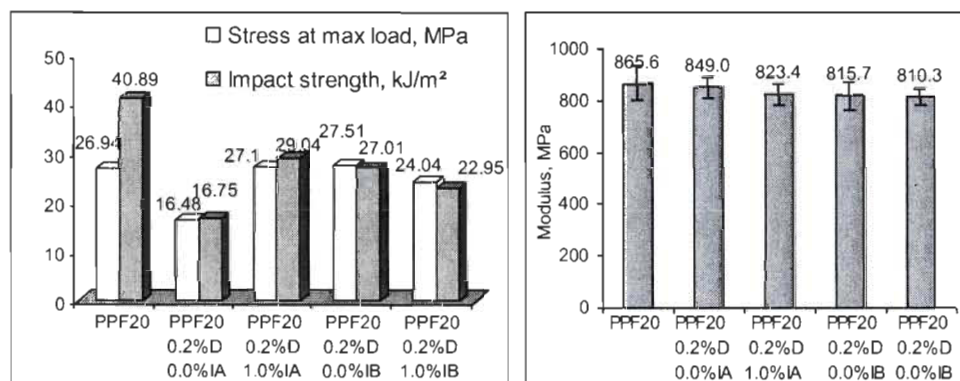 Stress at max load, MPa
Impact strength, kJ/m²
50
40
30
20
10
0
26.94
40.89
16.48
16.75
27.1
29.04
27.51
27.01
24.04
22.95
PPF20
PPF20
PPF20
PPF20
PPF20
0.2%D
0.2%D
0.2%D
0.2%D
0.0%IA
1.0%IA
0.0%IB
1.0%IB
Modulus, MPa
1000
800
600
400
200
0
865.6
849.0
823.4
815.7
810.3
PPF20
PPF20
PPF20
PPF20
PPF20
0.2%D
0.2%D
0.2%D
0.2%D
0.0%IA
1.0%IA
0.0%IB
0.0%IB